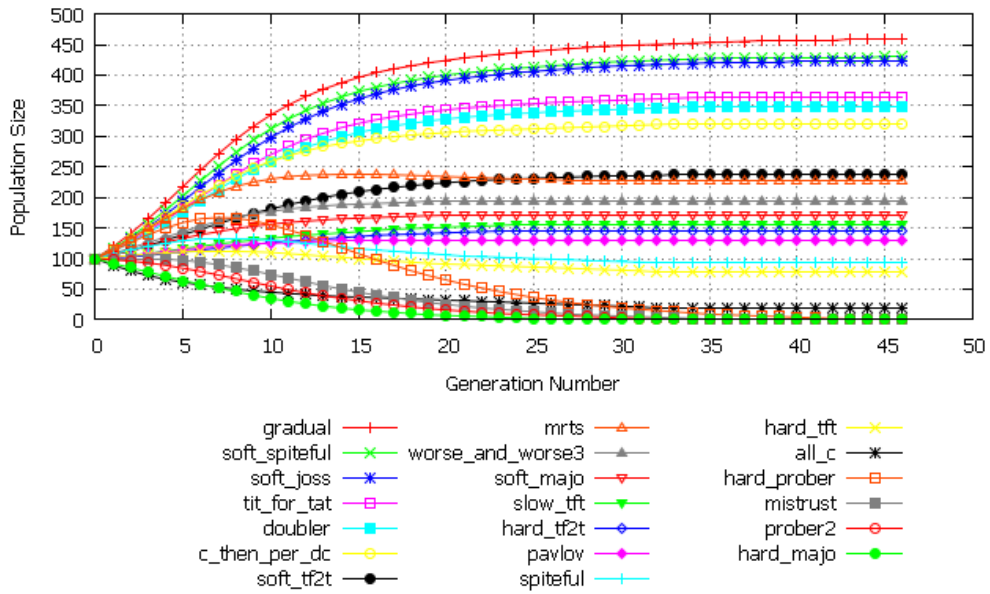 500
450
400
350
300
250
200
150
100
50
0
Population Size
0 5 10 15 20 25 30 35 40 45 50
Generation Number
gradual mrts hard_tft
soft_spiteful worse_and_worse3 all_c
soft_joss soft_majo hard_prober
tit_for_tat slow_tft mistrust
doubler hard_tf2t prober2
c_then_per_dc pavlov hard_majo
soft_tf2t spiteful